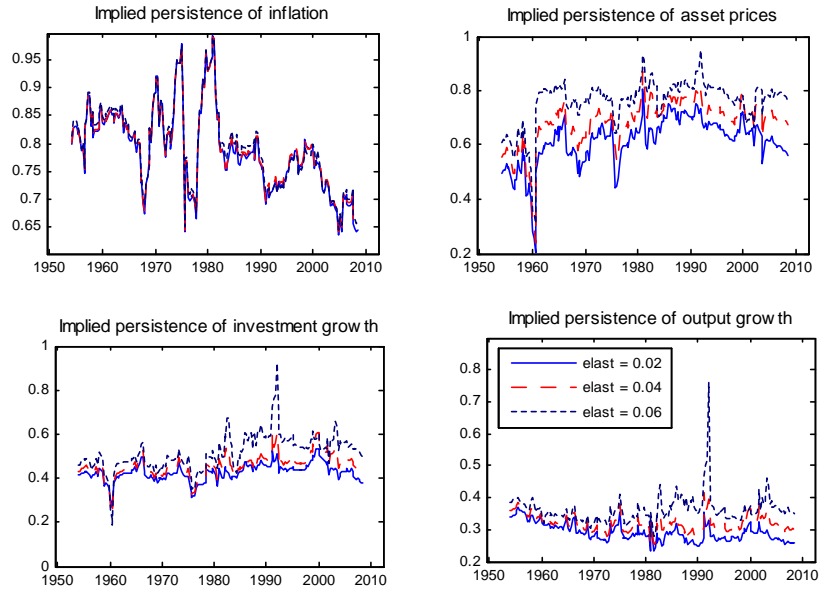 Implied persistence of inflation
0.95
0.9
0.85
0.8
0.75
0.7
0.65
1950 1960 1970 1980 1990 2000 2010
Implied persistence of asset prices
1
0.8
0.6
0.4
0.2
1950 1960 1970 1980 1990 2000 2010
Implied persistence of investment growth
1
0.8
0.6
0.4
0.2
0
1950 1960 1970 1980 1990 2000 2010
Implied persistence of output growth
0.8
0.7
0.6
0.5
0.4
0.3
0.2
elast = 0.02
elast = 0.04
elast = 0.06
1950 1960 1970 1980 1990 2000 2010